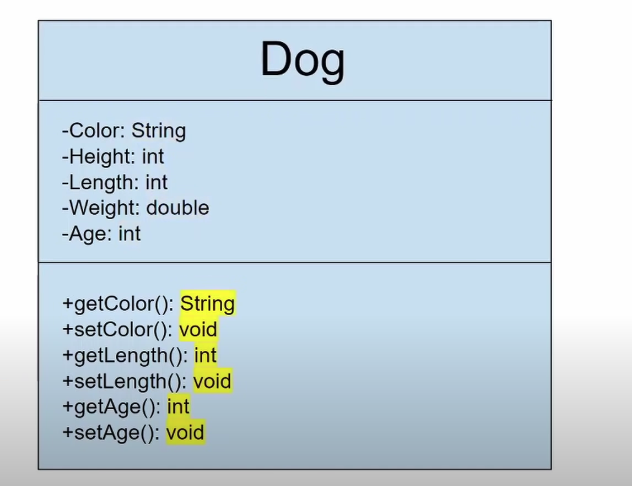 Dog
-Color: String
-Height: int
-Length: int
-Weight: double
-Age: int
+getColor(): String
+setColor(): void
+getLength(): int
+setLength(): void
+getAge(): int
+setAge(): void